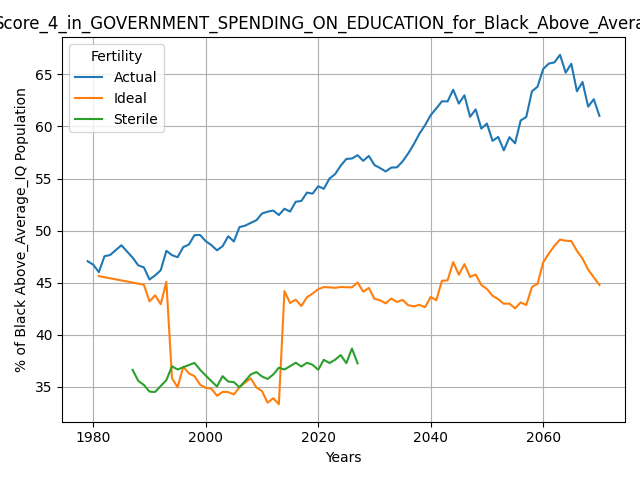 Score_4_in_GOVERNMENT_SPENDING_ON_EDUCATION_for_Black_Above_Avera
Fertility
Actual
Ideal
Sterile
% of Black Above_Average_IQ Population
65
60
55
50
45
40
35
1980 2000 2020 2040 2060
Years